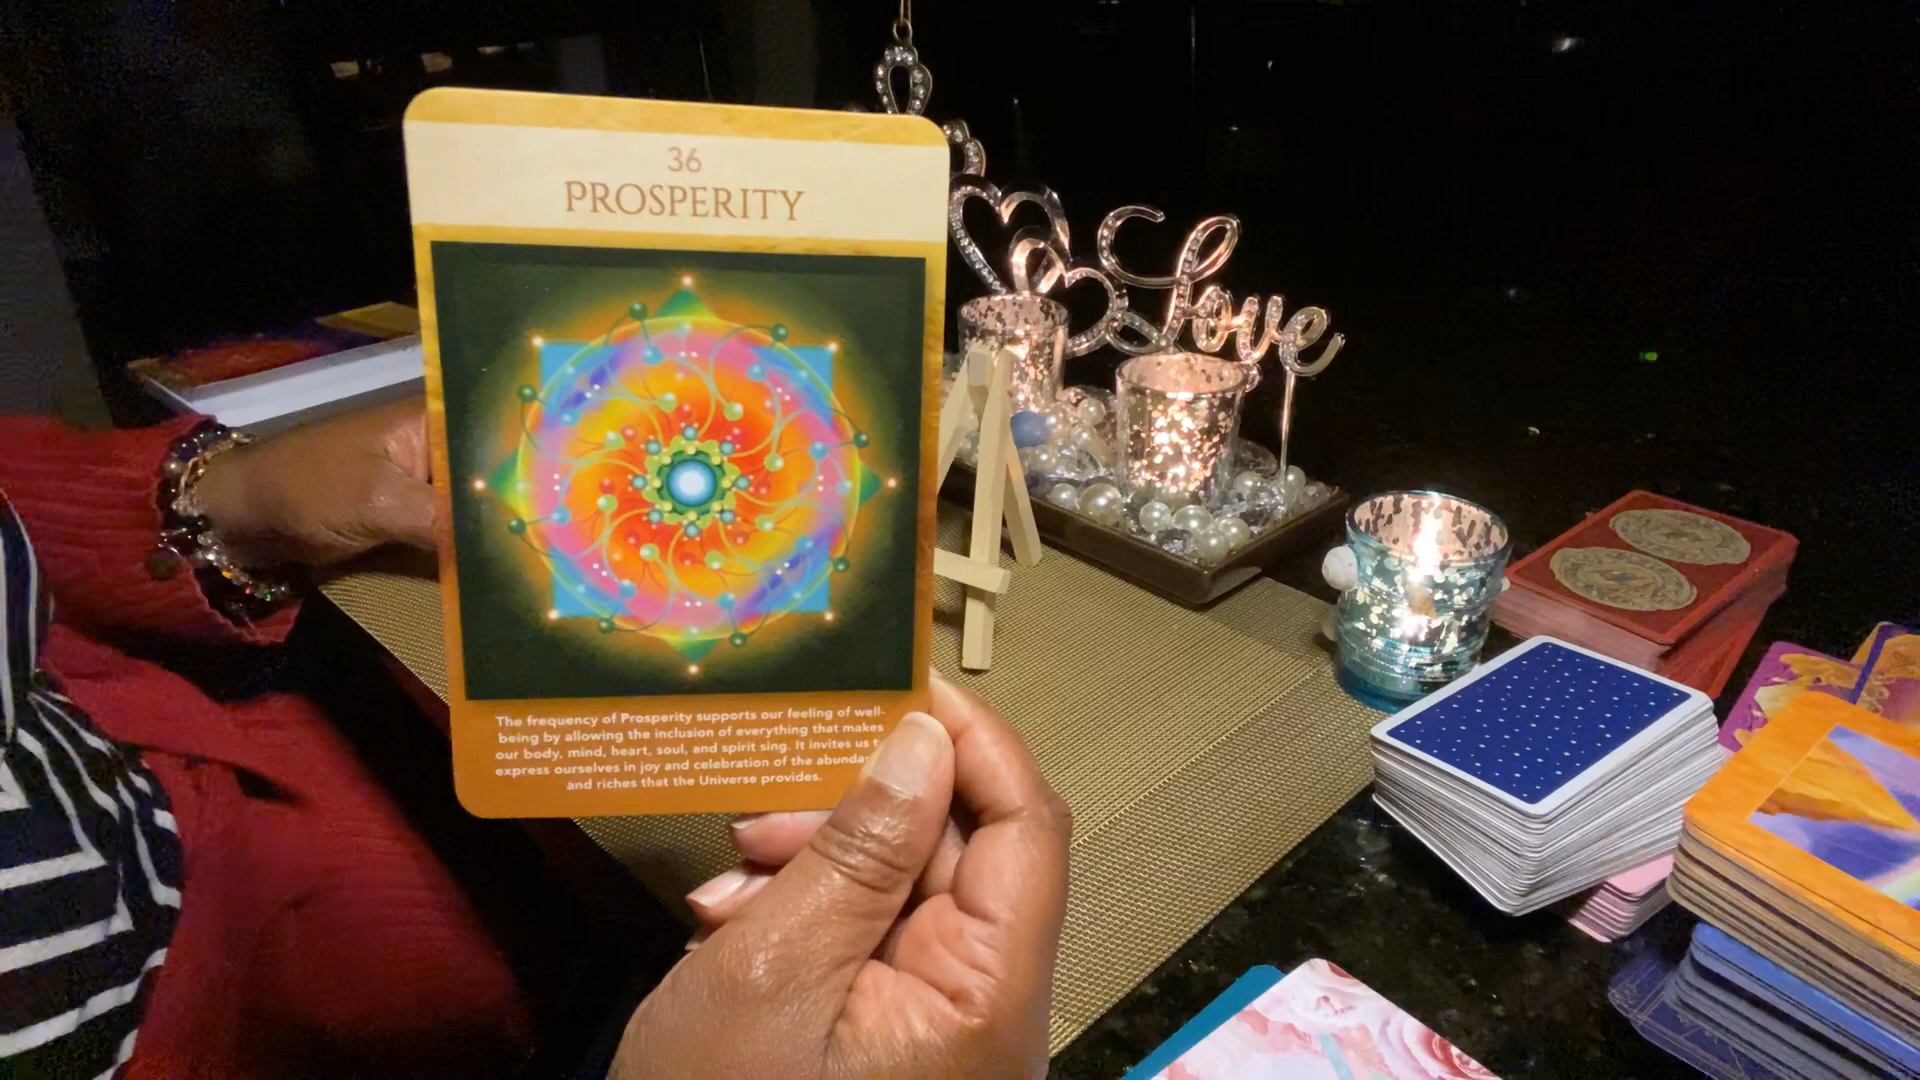 36
PROSPERITY
The frequency of Prosperity supports our feeling of well-
being by allowing the inclusion of everything that makes
our body, mind, heart, soul, and spirit sing. It invites us
express ourselves in joy and celebration of the
and riches that the Universe provides.
Love